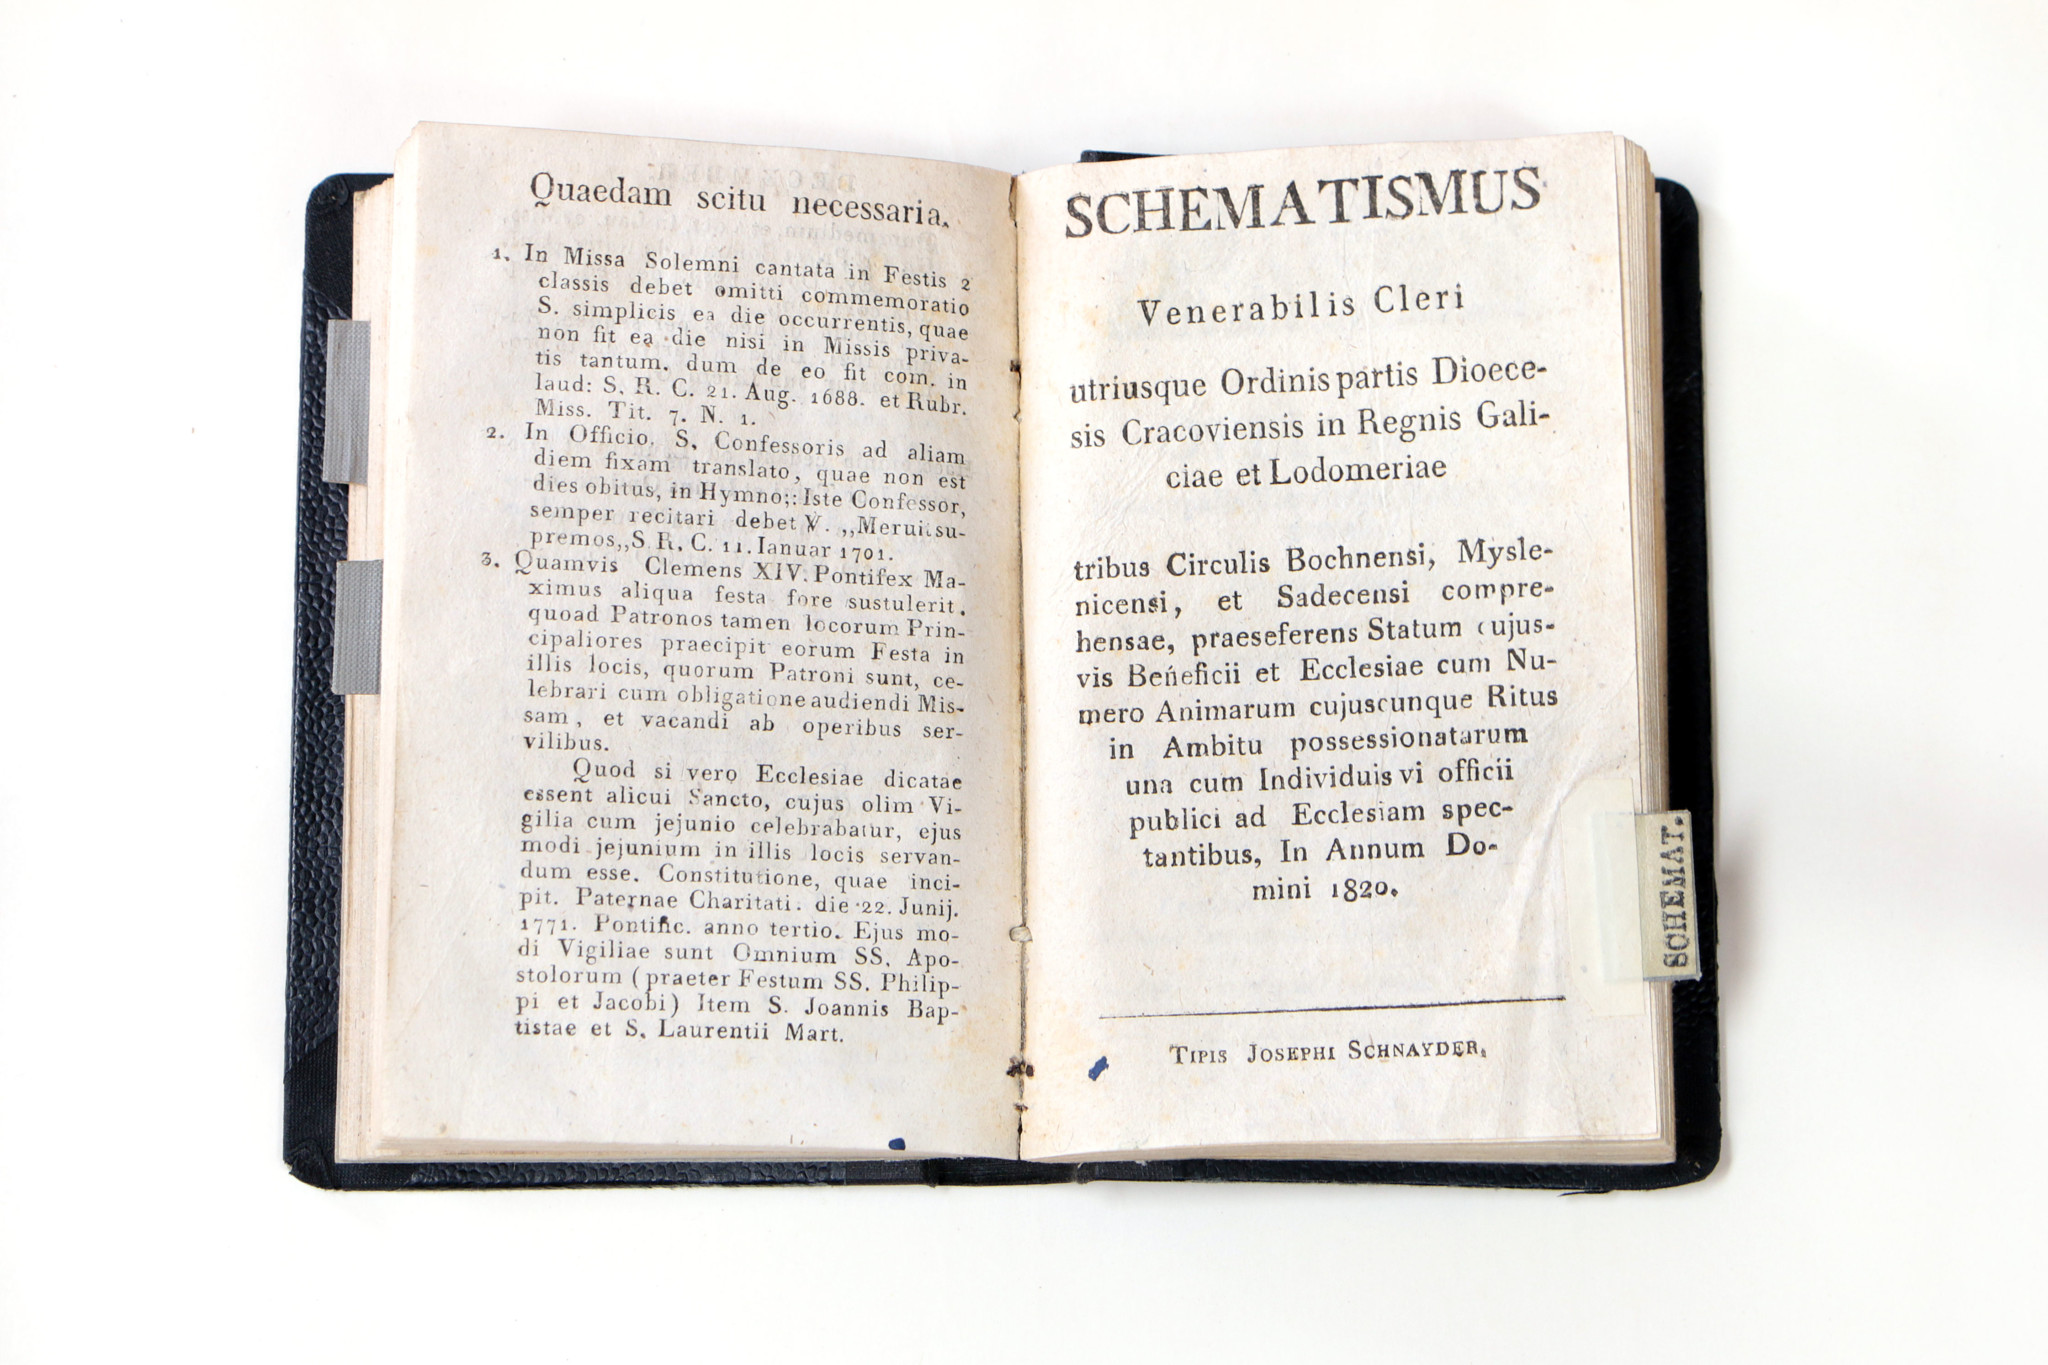 Quaedam scitu necessaria.
1. In Missa Solemni cantata in Festis 2
classis debet omitti commemoratio
S. simplicis ea die occurrentis, quae
non fit ea die nisi in Missis priva-
tis tantum. dum de eo fit com. in
laud: S. R. C. 21. Aug. 1688. et Rubr.
Miss. Tit. 7. N. 1.
2. In Officio. S. Confessoris ad aliam
diem fixam translato, quae non est
dies obitus, in Hymno;: Iste Confessor,
semper recitari debet V. ,,Meruit su-
premos,,S. R. C. 11. Ianuar 1701.
3. Quamvis Clemens XIV. Pontifex Ma-
ximus aliqua festa fore sustulerit.
quoad Patronos tamen locorum Prin-
cipaliores praecipit eorum Festa in
illis locis, quorum Patroni sunt, ce-
lebrari cum obligatione audiendi Mis-
sam, et vacandi ab operibus ser-
vilibus.
Quod si vero Ecclesiae dicatae
essent alicui Sancto, cujus olim Vi-
gilia cum jejunio celebrabatur, ejus
modi jejunium in illis locis servan-
dum esse. Constitutione, quae inci-
pit. Paternae Charitati. die 22. Junij.
1771. Pontific. anno tertio. Ejus mo-
di Vigiliae sunt Omnium SS. Apo-
stolorum (praeter Festum SS. Philip-
pi et Jacobi) Item S. Joannis Bap-
tistae et S. Laurentii Mart.
SCHEMATISMUS
Venerabilis Cleri
utriusque Ordinis partis Dioece-
sis Cracoviensis in Regnis Gali-
ciae et Lodomeriae
tribus Circulis Bochnensi, Mysle-
nicensi, et Sadecensi compre-
hensae, praeseferens Statum cujus-
vis Beneficii et Ecclesiae cum Nu-
mero Animarum cujuscunque Ritus
in Ambitu possessionatarum
una cum Individuis vi officii
publici ad Ecclesiam spec-
tantibus, In Annum Do-
mini 1820.
TIPIS JOSEPHI SCHNAYDER.
SCHEMAT.